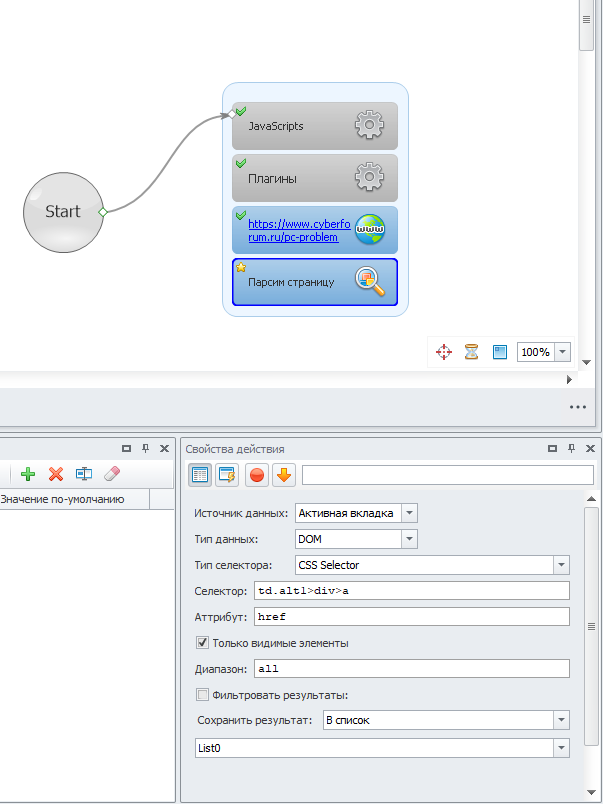 Start
JavaScripts
Плагины
https://www.cyberfo
rum.ru/pc-problem
Парсим страницу
100%
Значение по-умолчанию
Свойства действия
Источник данных: Активная вкладка
Тип данных: DOM
Тип селектора: CSS Selector
Селектор: td.alt1>div>a
Аттрибут: href
Только видимые элементы
Диапазон: all
Фильтровать результаты:
Сохранить результат: В список
List0